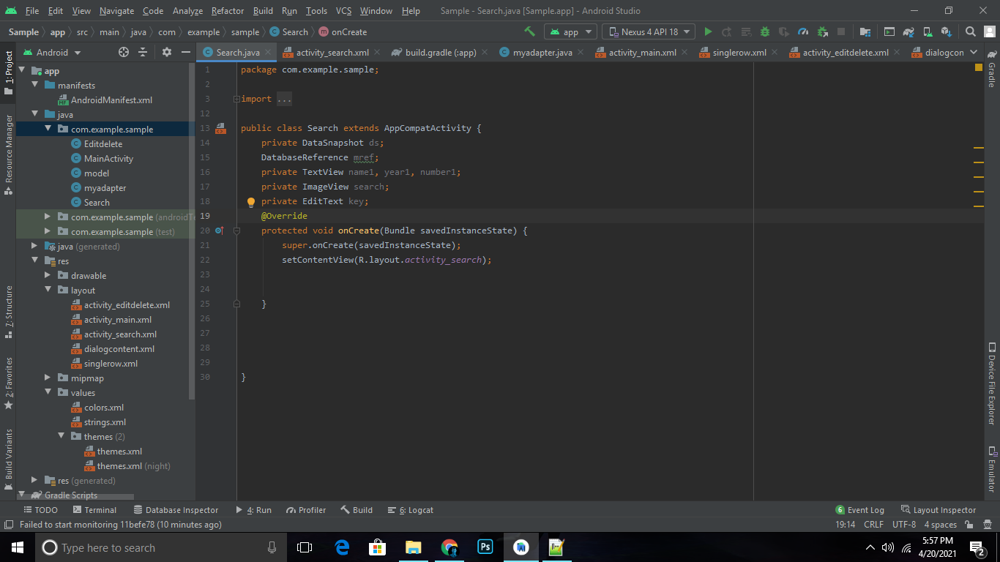 File Edit View Navigate Code Analyze Refactor Build Run Tools VCS Window Help Sample - Search.java [Sample.app] - Android Studio
Sample app src main java com example sample Search onCreate app Nexus 4 API 18
Android
Search.java activity_search.xml build.gradle (:app) myadapter.java activity_main.xml singlerow.xml activity_editdelete.xml dialogcon
1: Project
Resource Manager
7: Structure
2: Favorites
Build Variants
app
manifests
AndroidManifest.xml
java
com.example.sample
Editdelete
MainActivity
model
myadapter
Search
com.example.sample (androidTe
com.example.sample (test)
java (generated)
res
drawable
layout
activity_editdelete.xml
activity_main.xml
activity_search.xml
dialogcontent.xml
singlerow.xml
mipmap
values
colors.xml
strings.xml
themes (2)
themes.xml
themes.xml (night)
res (generated)
Gradle Scripts
1 package com.example.sample;
2
3 import ...
12
13 public class Search extends AppCompatActivity {
14 private DataSnapshot ds;
15 DatabaseReference mref;
16 private TextView name1, year1, number1;
17 private ImageView search;
18 private EditText key;
19 @Override
20 protected void onCreate(Bundle savedInstanceState) {
21 super.onCreate(savedInstanceState);
22 setContentView(R.layout.activity_search);
23
24
25 }
26
27
28
29
30 }
Gradle
Device File Explorer
Emulator
TODO Terminal Database Inspector 4: Run Profiler Build 6: Logcat 6 Event Log Layout Inspector
Failed to start monitoring 11befe78 (10 minutes ago) 19:14 CRLF UTF-8 4 spaces
Type here to search
Ps
5:57 PM
4/20/2021
2